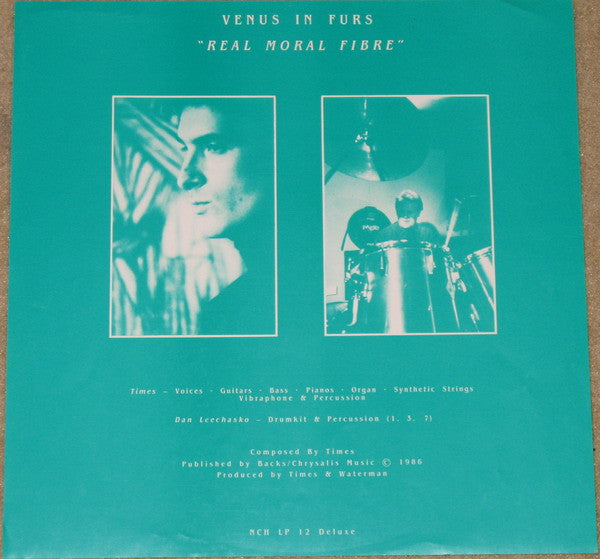 VENUS IN FURS
"REAL MORAL FIBRE"
Times – Voices · Guitars · Bass · Pianos · Organ · Synthetic Strings
Vibraphone & Percussion
Dan Leechasko – Drumkit & Percussion (1, 3, 7)
Composed By Times
Published by Backs/Chrysalis Music © 1986
Produced by Times & Waterman
NCH LP 12 Deluxe